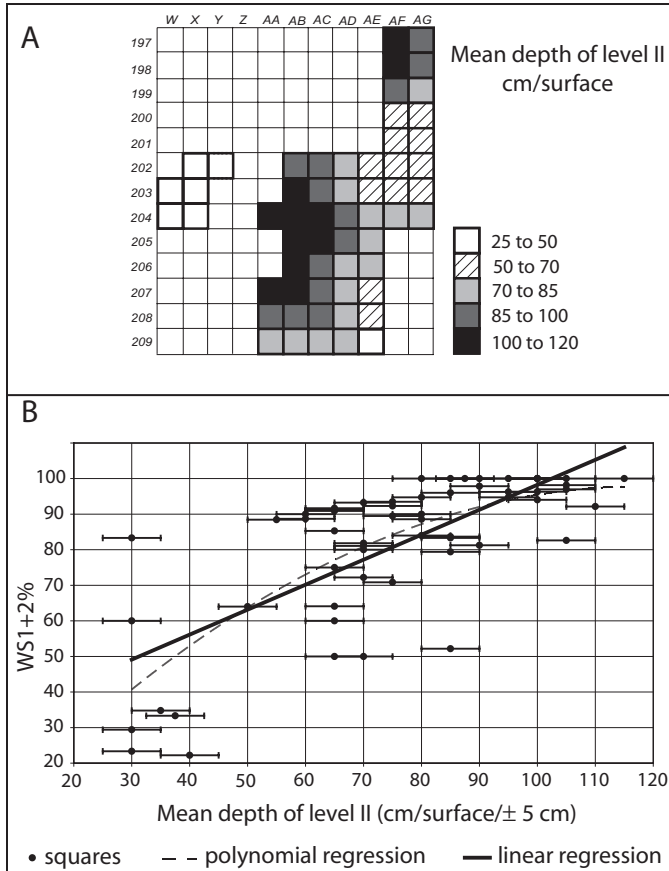 A
W X Y Z AA AB AC AD AE AF AG
197
198
199
200
201
202
203
204
205
206
207
208
209
Mean depth of level II
cm/surface
25 to 50
50 to 70
70 to 85
85 to 100
100 to 120
B
WS1+2%
100
90
80
70
60
50
40
30
20
20 30 40 50 60 70 80 90 100 110 120
Mean depth of level II (cm/surface/± 5 cm)
squares polynomial regression linear regression